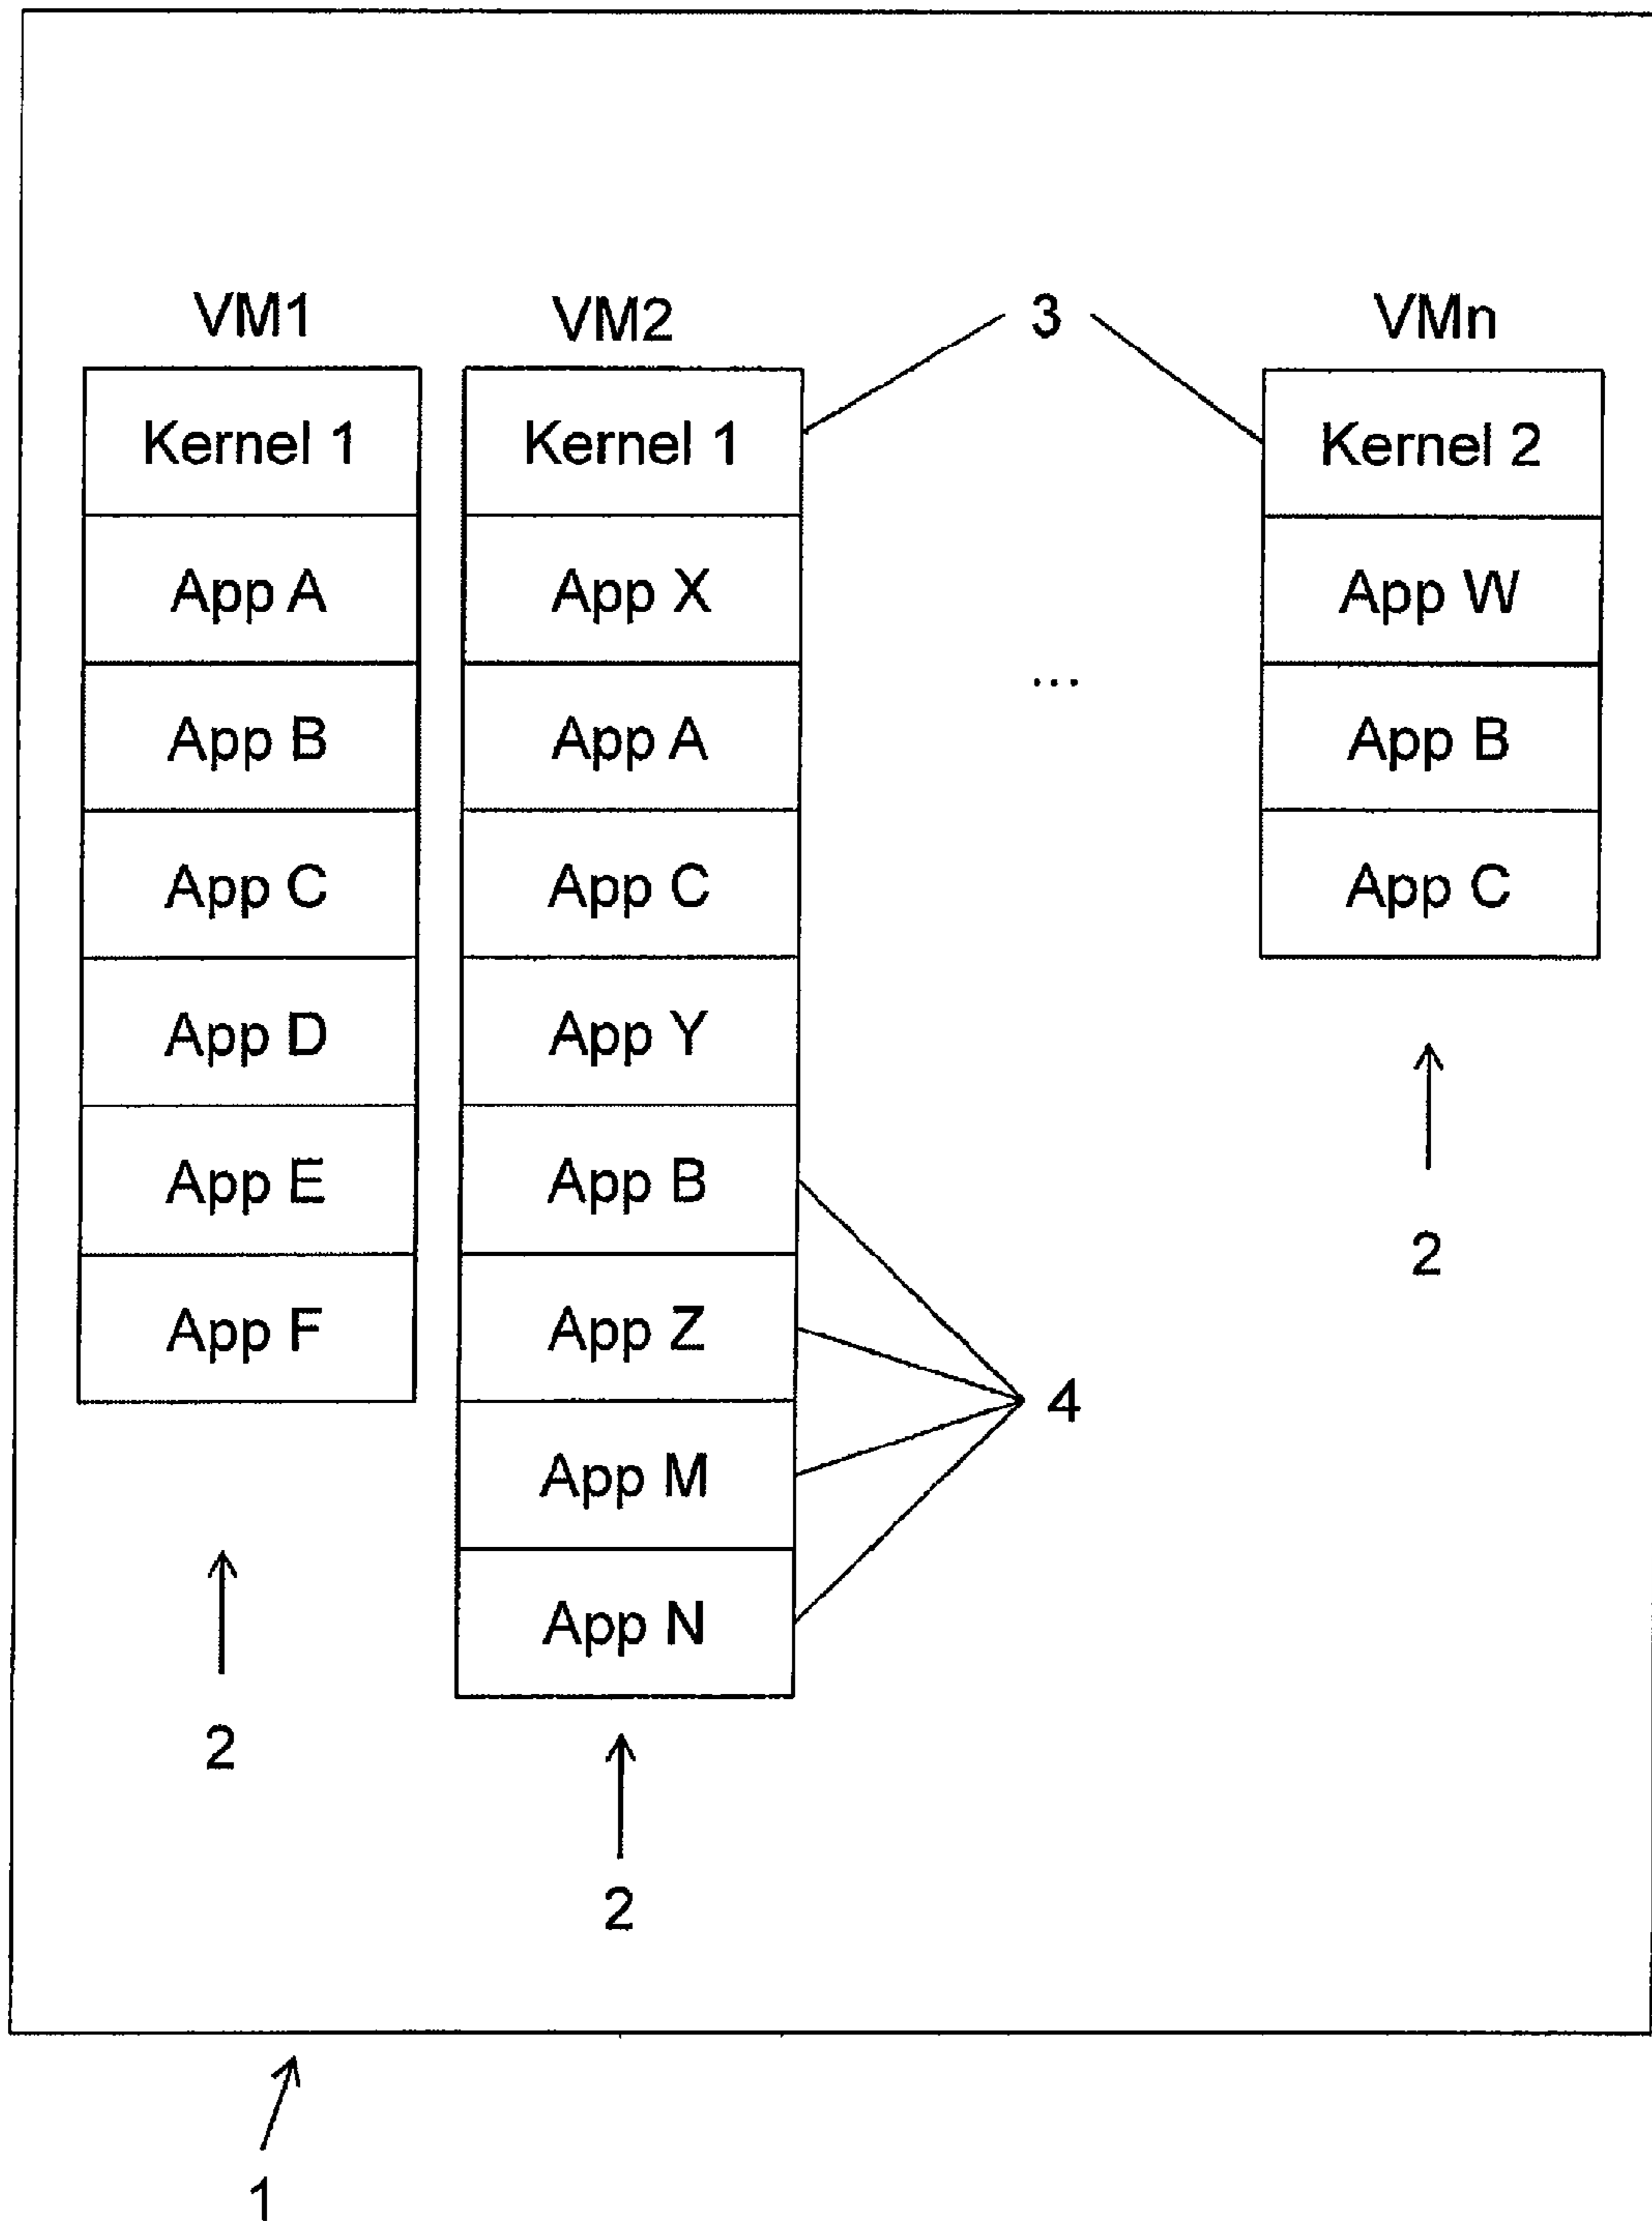 VM1
Kernel 1
App A
App B
App C
App D
App E
App F
2
VM2
Kernel 1
App X
App A
App C
App Y
App B
App Z
App M
App N
2
3
...
4
VMn
Kernel 2
App W
App B
App C
2
1